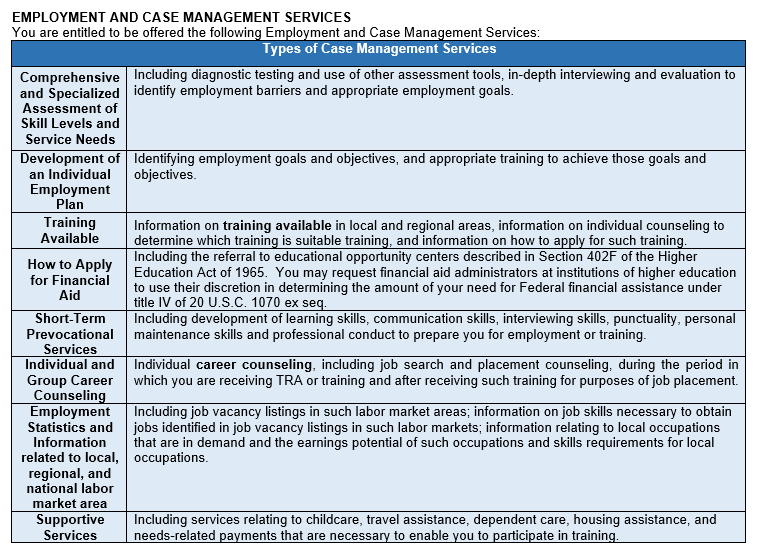 EMPLOYMENT AND CASE MANAGEMENT SERVICES
You are entitled to be offered the following Employment and Case Management Services:
Types of Case Management Services
Comprehensive
and Specialized
Assessment of
Skill Levels and
Service Needs
Including diagnostic testing and use of other assessment tools, in-depth interviewing and evaluation to
identify employment barriers and appropriate employment goals.
Development of
an Individual
Employment
Plan
Identifying employment goals and objectives, and appropriate training to achieve those goals and
objectives.
Training
Available
Information on training available in local and regional areas, information on individual counseling to
determine which training is suitable training, and information on how to apply for such training.
How to Apply
for Financial
Aid
Including the referral to educational opportunity centers described in Section 402F of the Higher
Education Act of 1965.  You may request financial aid administrators at institutions of higher education
to use their discretion in determining the amount of your need for Federal financial assistance under
title IV of 20 U.S.C. 1070 ex seq.
Short-Term
Prevocational
Services
Including development of learning skills, communication skills, interviewing skills, punctuality, personal
maintenance skills and professional conduct to prepare you for employment or training.
Individual and
Group Career
Counseling
Individual career counseling, including job search and placement counseling, during the period in
which you are receiving TRA or training and after receiving such training for purposes of job placement.
Employment
Statistics and
Information
related to local,
regional, and
national labor
market area
Including job vacancy listings in such labor market areas; information on job skills necessary to obtain
jobs identified in job vacancy listings in such labor markets; information relating to local occupations
that are in demand and the earnings potential of such occupations and skills requirements for local
occupations.
Supportive
Services
Including services relating to childcare, travel assistance, dependent care, housing assistance, and
needs-related payments that are necessary to enable you to participate in training.